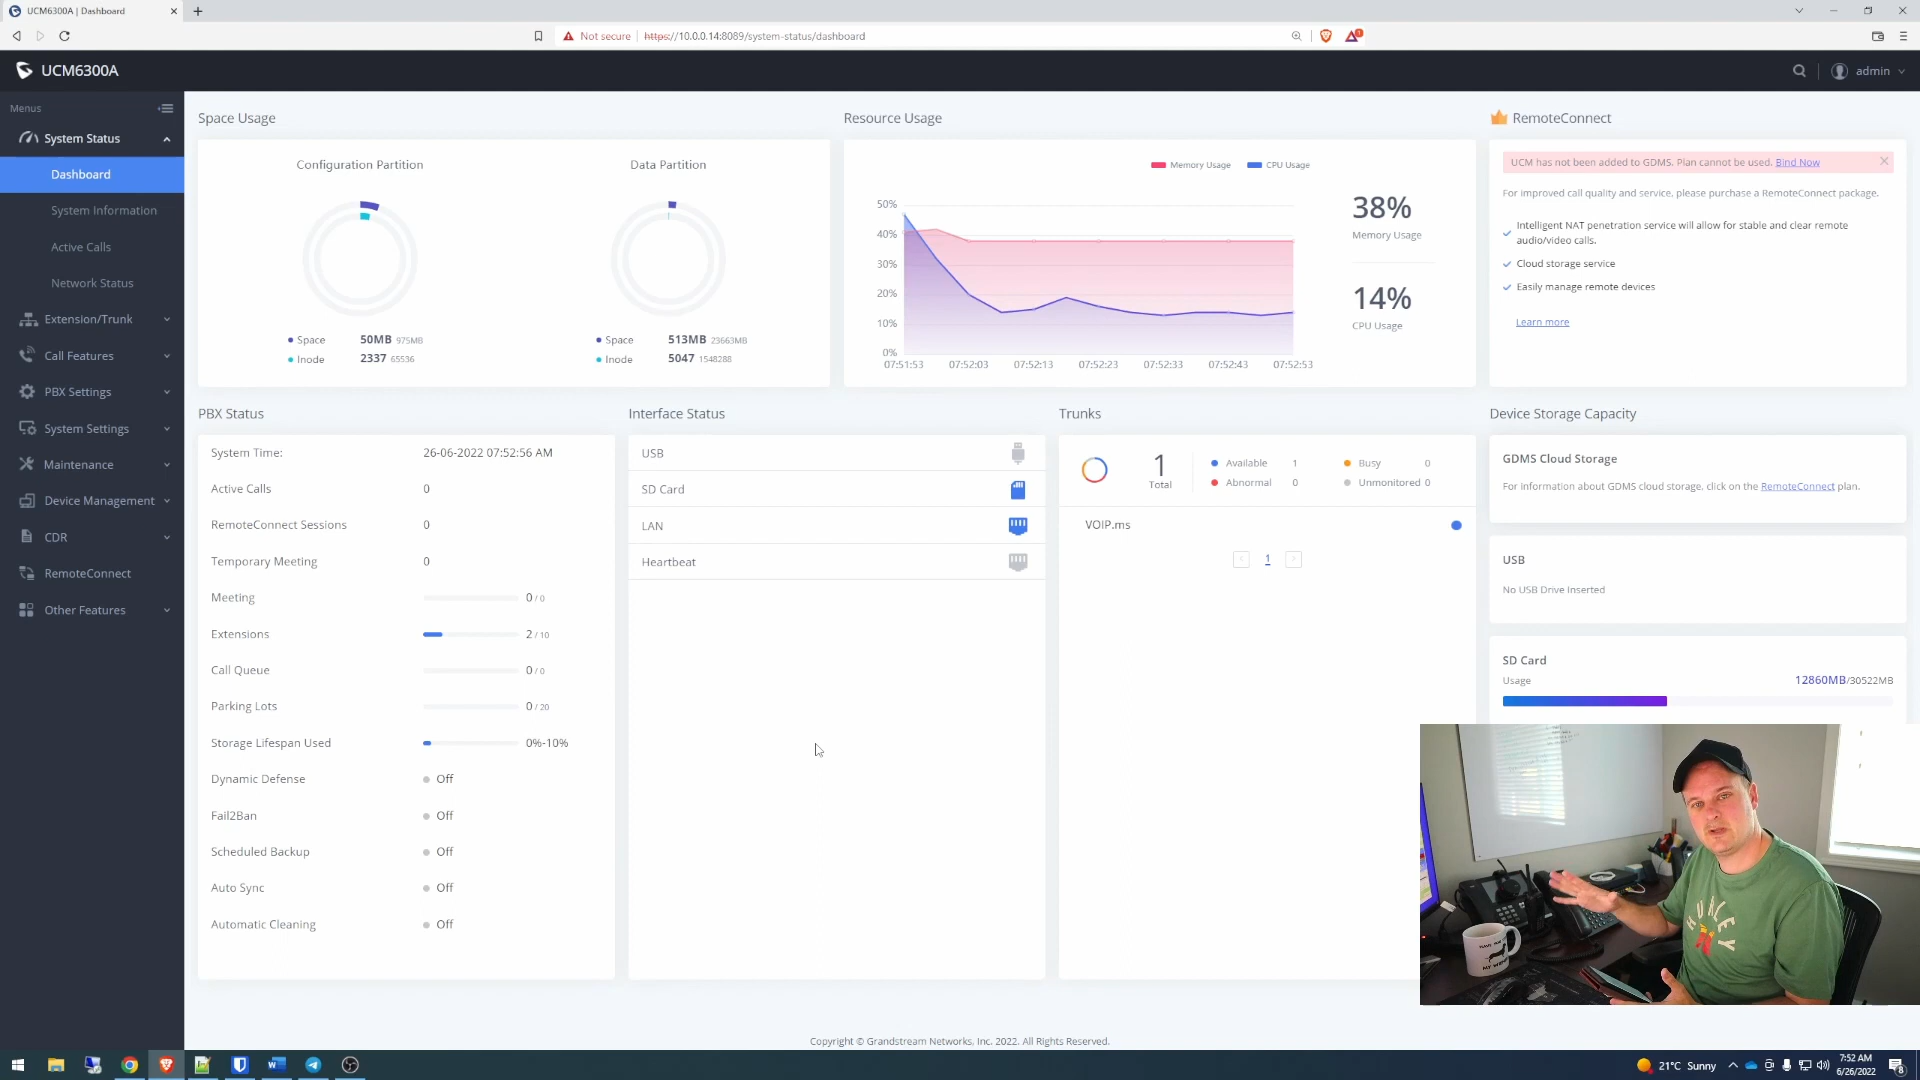 UCM6300A | Dashboard
Not secure https://10.0.0.14:8089/system-status/dashboard
UCM6300A
admin
Menus
System Status
Dashboard
System Information
Active Calls
Network Status
Extension/Trunk
Call Features
PBX Settings
System Settings
Maintenance
Device Management
CDR
RemoteConnect
Other Features
Space Usage
Configuration Partition
Space 50MB 975MB
Inode 2337 65536
Data Partition
Space 513MB 23663MB
Inode 5047 1548288
Resource Usage
Memory Usage CPU Usage
50%
40%
30%
20%
10%
0%
07:51:53 07:52:03 07:52:13 07:52:23 07:52:33 07:52:43 07:52:53
38%
Memory Usage
14%
CPU Usage
RemoteConnect
UCM has not been added to GDMS. Plan cannot be used. Bind Now
For improved call quality and service, please purchase a RemoteConnect package.
Intelligent NAT penetration service will allow for stable and clear remote
audio/video calls.
Cloud storage service
Easily manage remote devices
Learn more
PBX Status
System Time: 26-06-2022 07:52:56 AM
Active Calls 0
RemoteConnect Sessions 0
Temporary Meeting 0
Meeting 0 / 0
Extensions 2 / 10
Call Queue 0 / 0
Parking Lots 0 / 20
Storage Lifespan Used 0%-10%
Dynamic Defense Off
Fail2Ban Off
Scheduled Backup Off
Auto Sync Off
Automatic Cleaning Off
Interface Status
USB
SD Card
LAN
Heartbeat
Trunks
1
Total
Available 1 Busy 0
Abnormal 0 Unmonitored 0
VOIP.ms
1
Device Storage Capacity
GDMS Cloud Storage
For information about GDMS cloud storage, click on the RemoteConnect plan.
USB
No USB Drive Inserted
SD Card
Usage 12860MB/30522MB
HURLEY
Copyright © Grandstream Networks, Inc. 2022. All Rights Reserved.
21°C Sunny
7:52 AM
6/26/2022
8